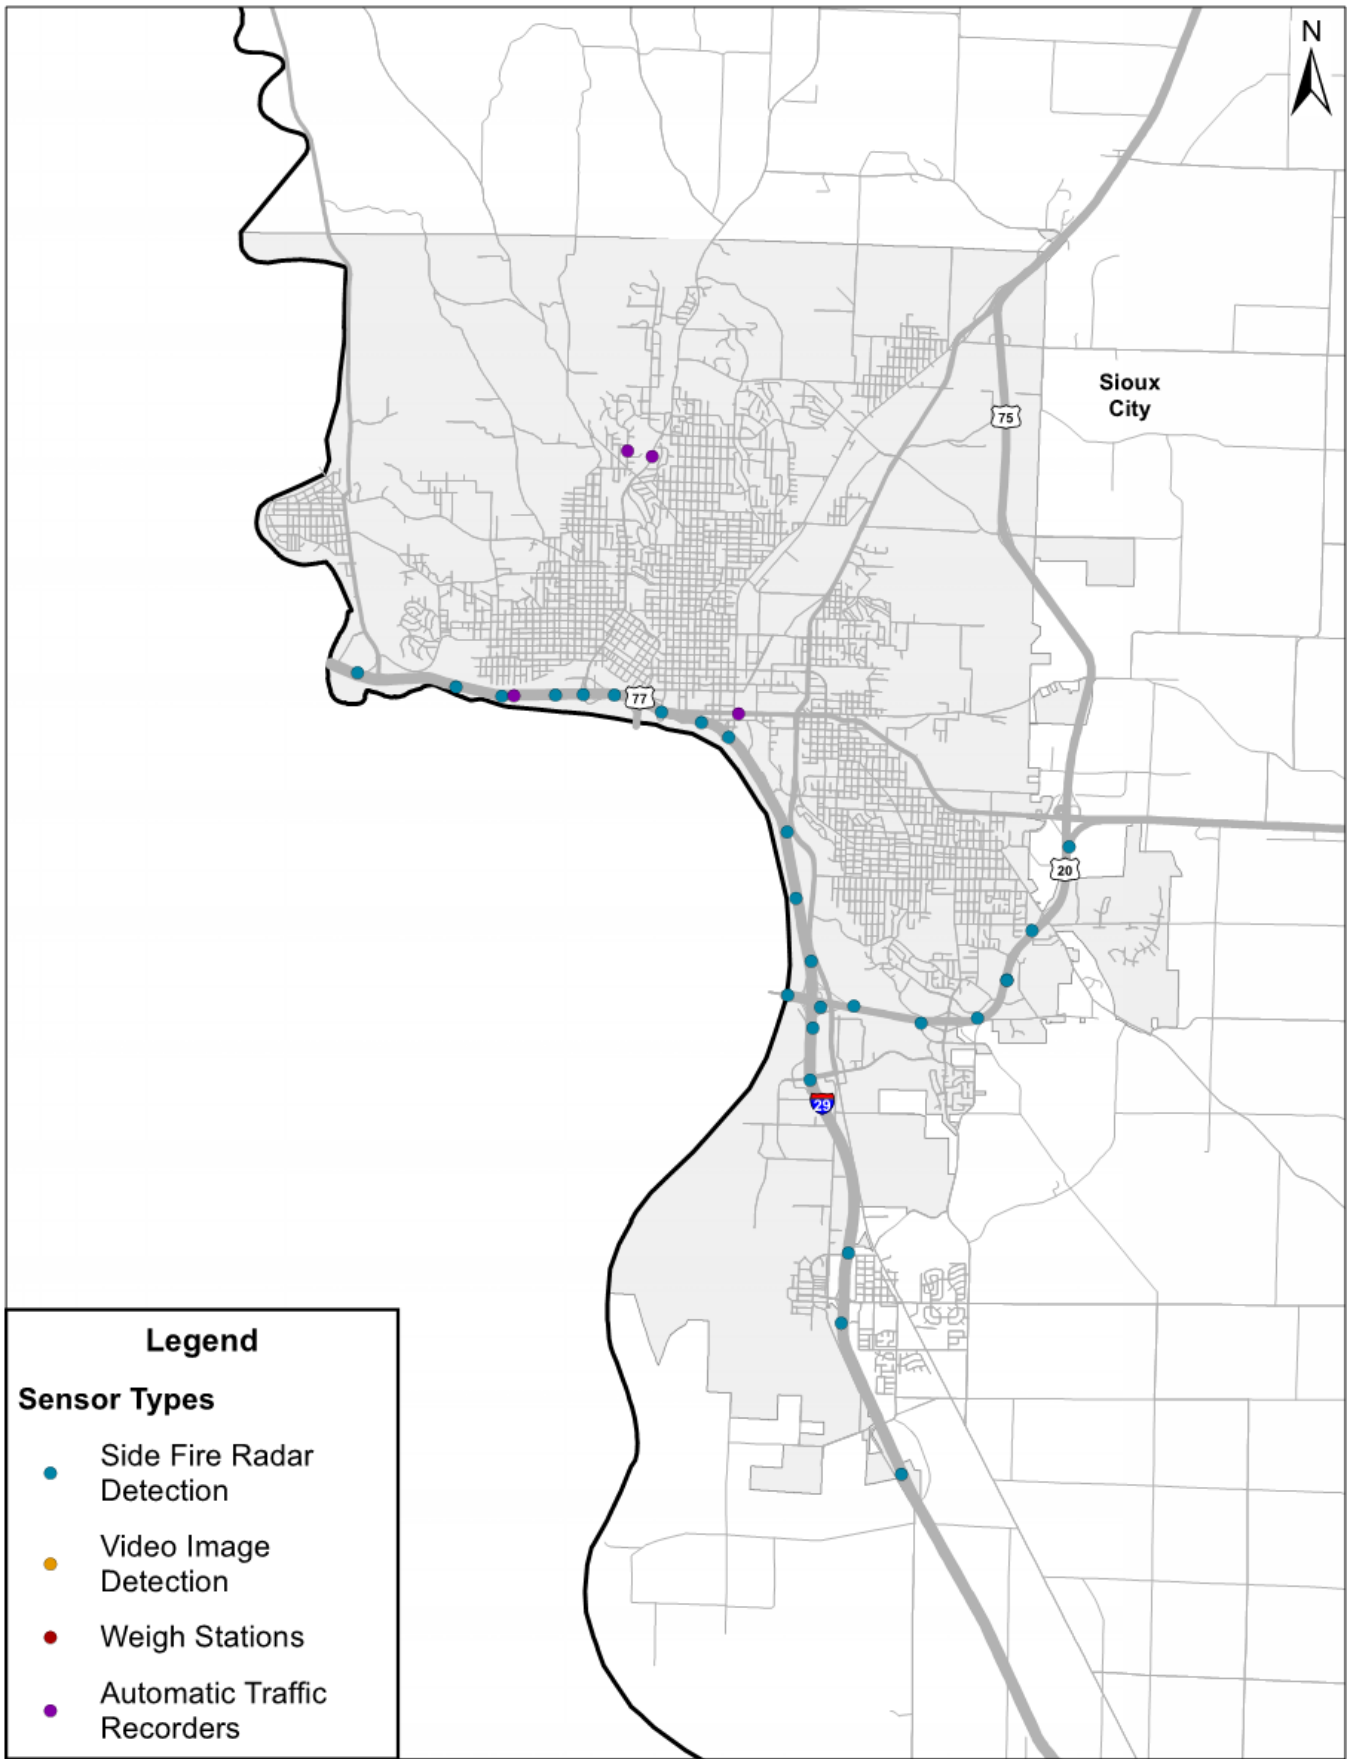 N
Sioux
City
75
77
20
29
Legend
Sensor Types
Side Fire Radar
Detection
Video Image
Detection
Weigh Stations
Automatic Traffic
Recorders